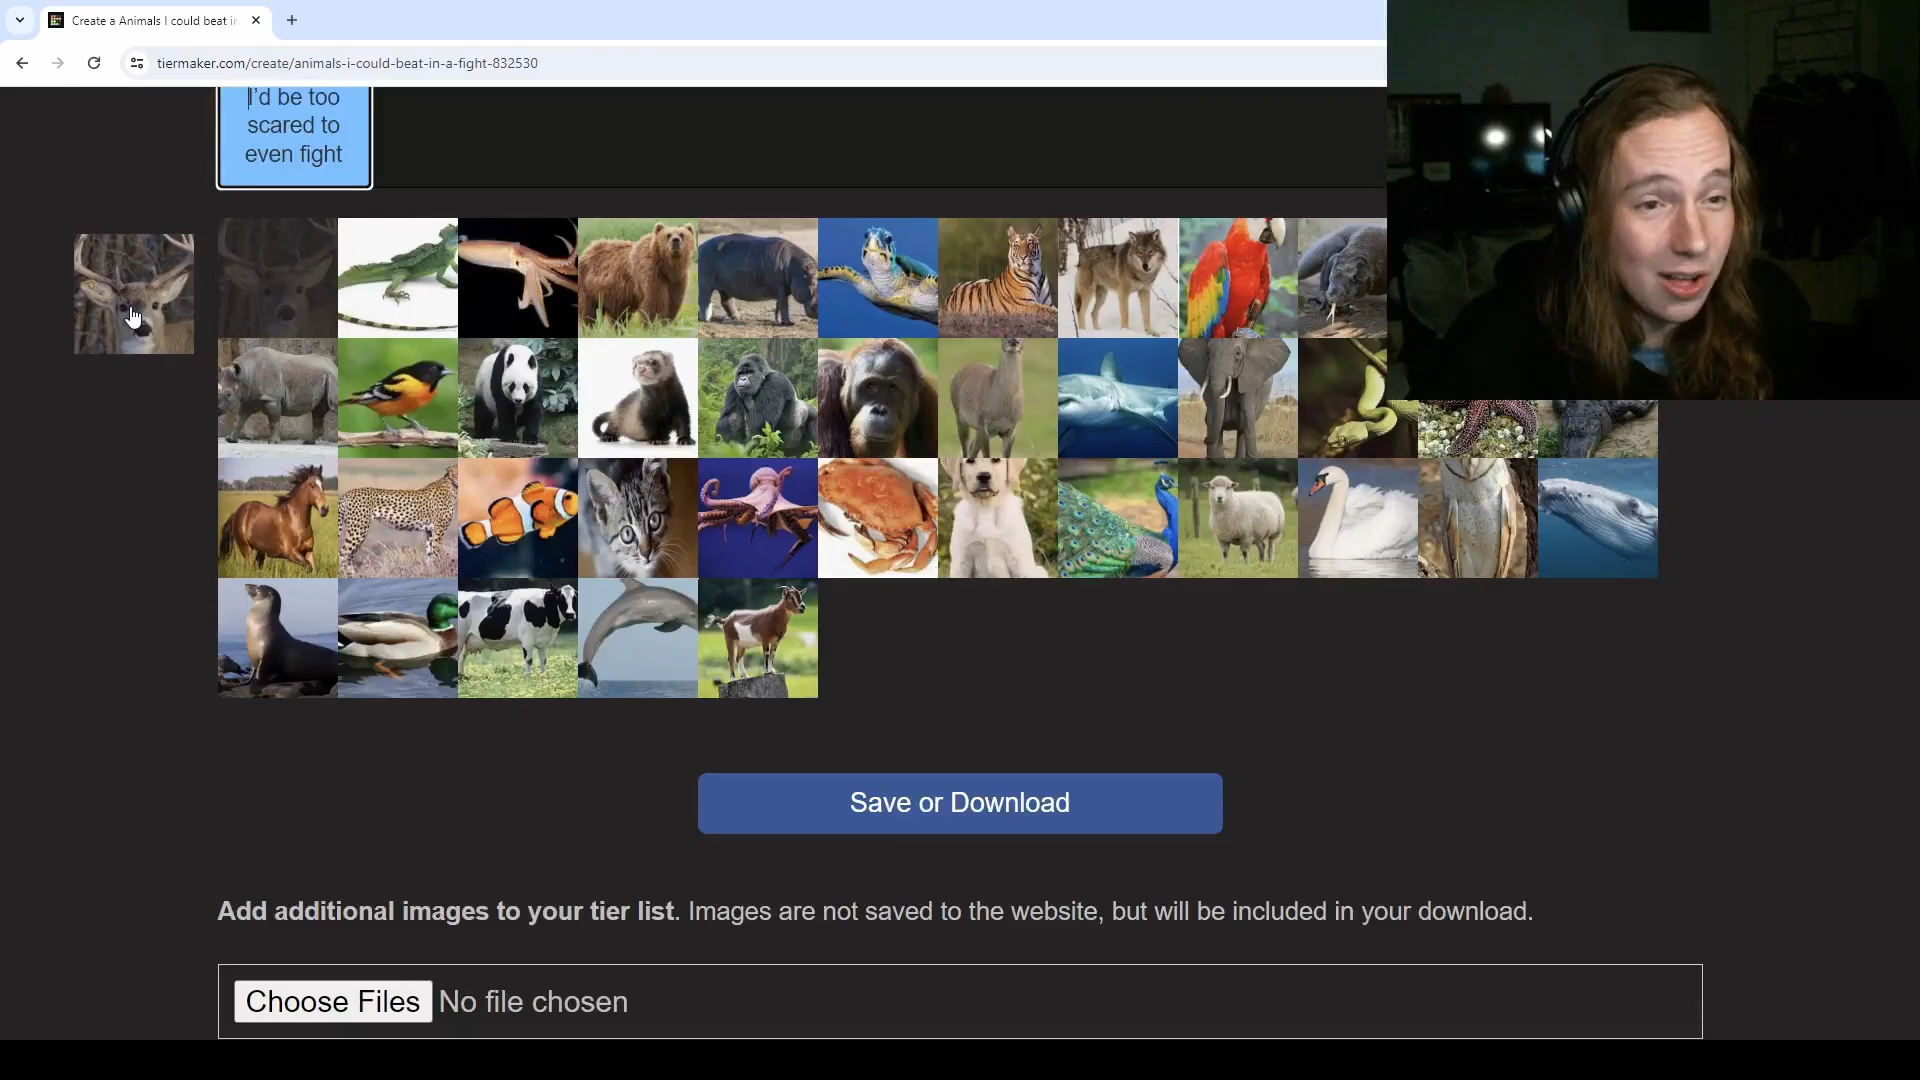 Create a Animals I could beat in
tiermaker.com/create/animals-i-could-beat-in-a-fight-832530
I'd be too
scared to
even fight
Save or Download
Add additional images to your tier list. Images are not saved to the website, but will be included in your download.
Choose Files No file chosen